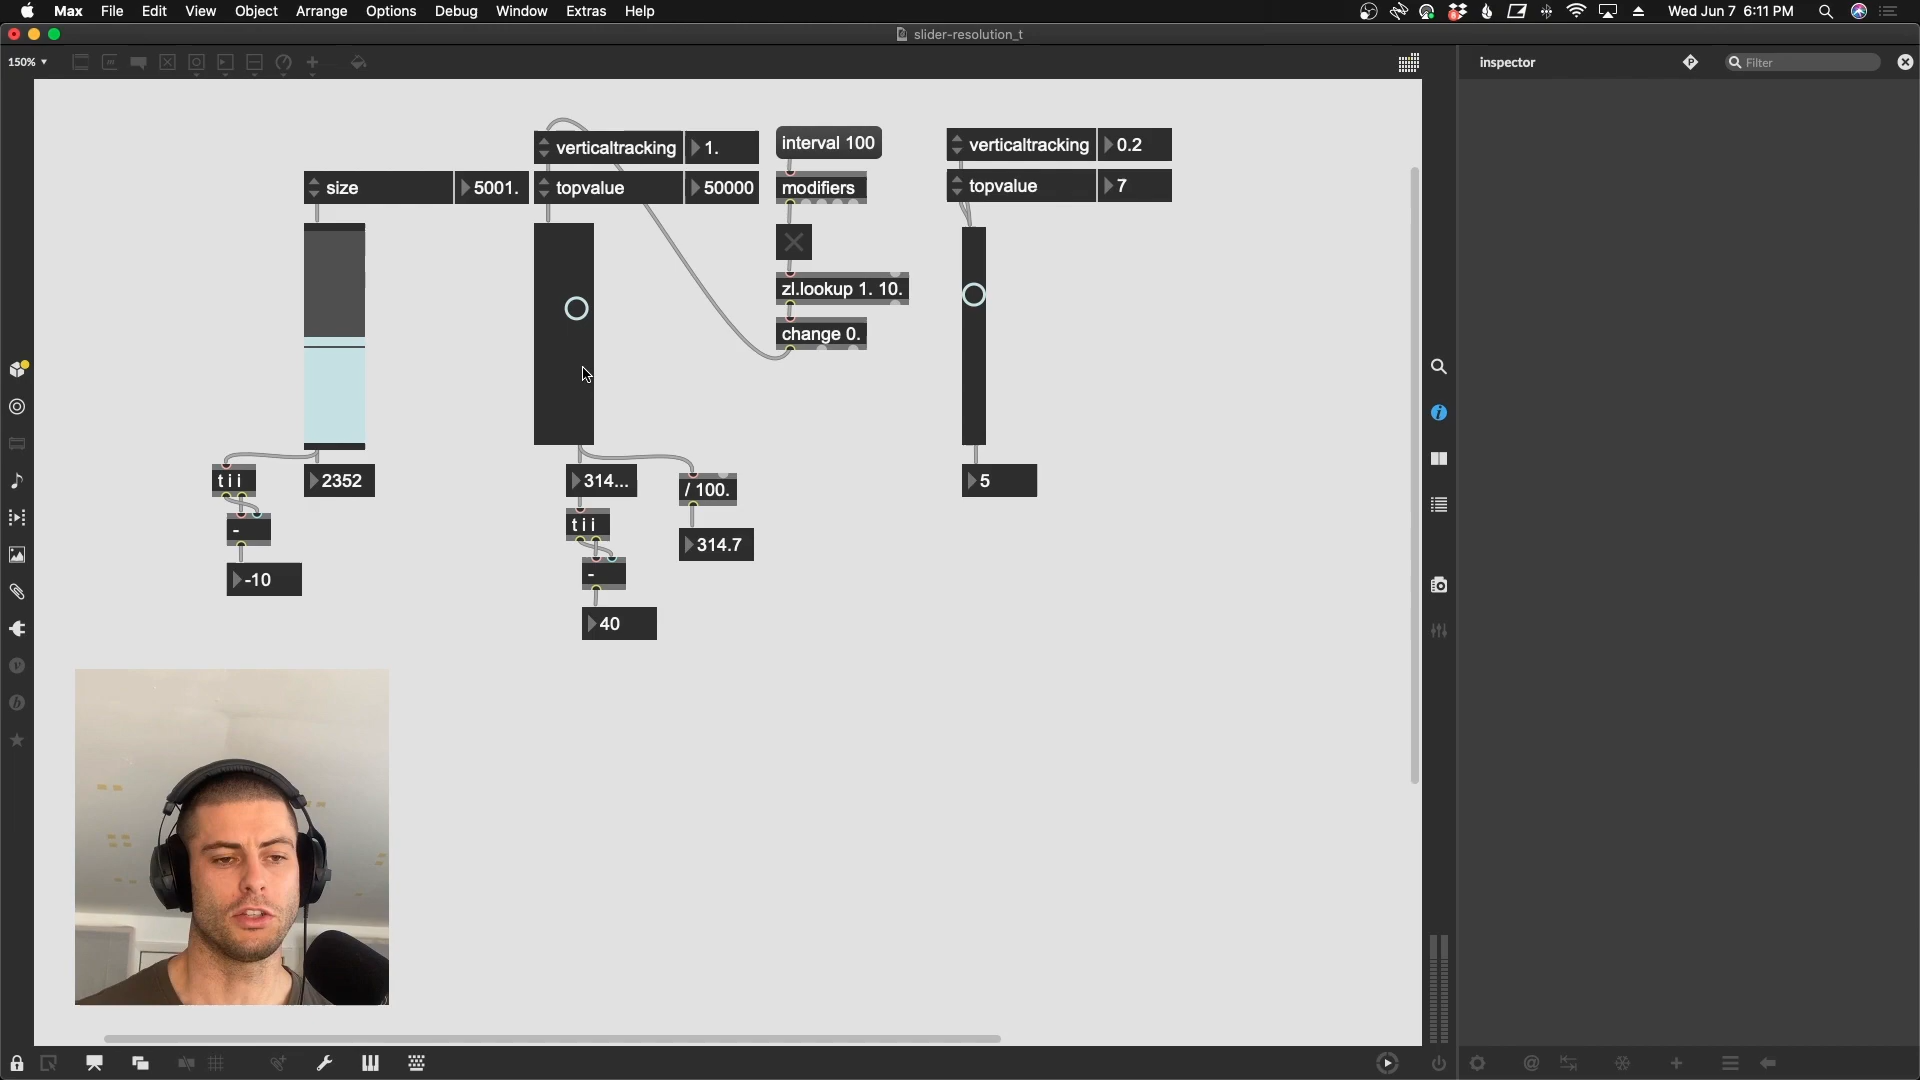 Max File Edit View Object Arrange Options Debug Window Extras Help
Wed Jun 7 6:11 PM
slider-resolution_t
150%
inspector
Filter
verticaltracking 1.
interval 100
verticaltracking 0.2
size 5001.
topvalue 50000
modifiers
topvalue 7
zl.lookup 1. 10.
change 0.
t i i
2352
314...
/ 100.
5
t i i
-
314.7
-
-10
40